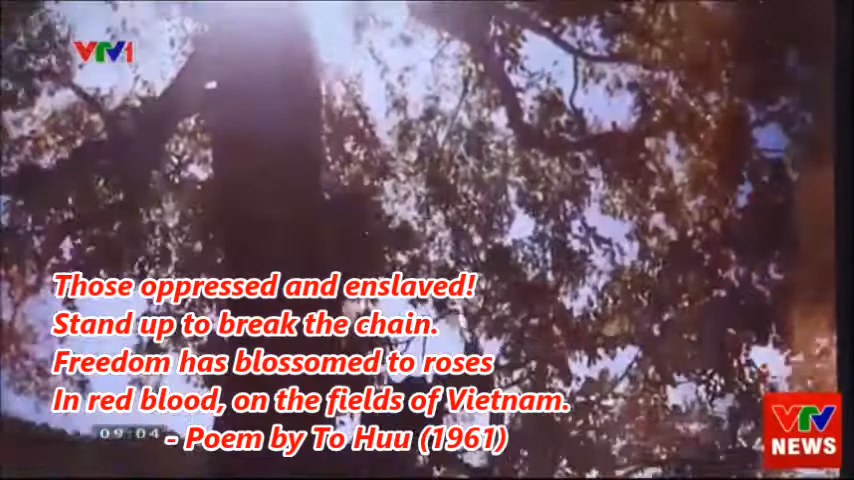 VTV1
Those oppressed and enslaved!
Stand up to break the chain.
Freedom has blossomed to roses
In red blood, on the fields of Vietnam.
09:04
- Poem by To Huu (1961)
VTV
NEWS